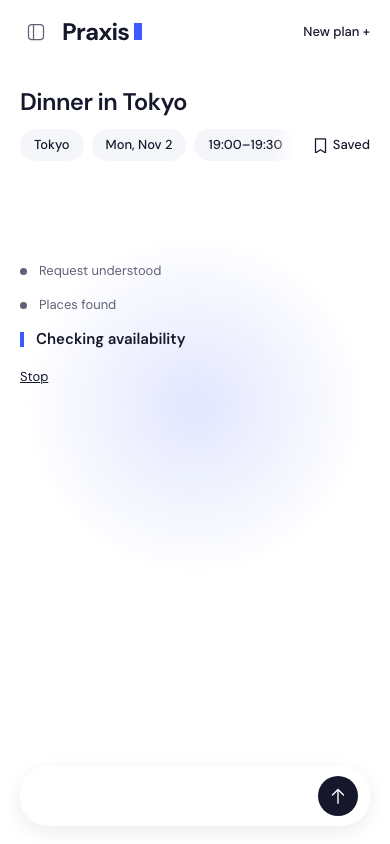 Praxis
New plan +
Dinner in Tokyo
Tokyo
Mon, Nov 2
19:00–19:30
Saved
Request understood
Places found
Checking availability
Stop